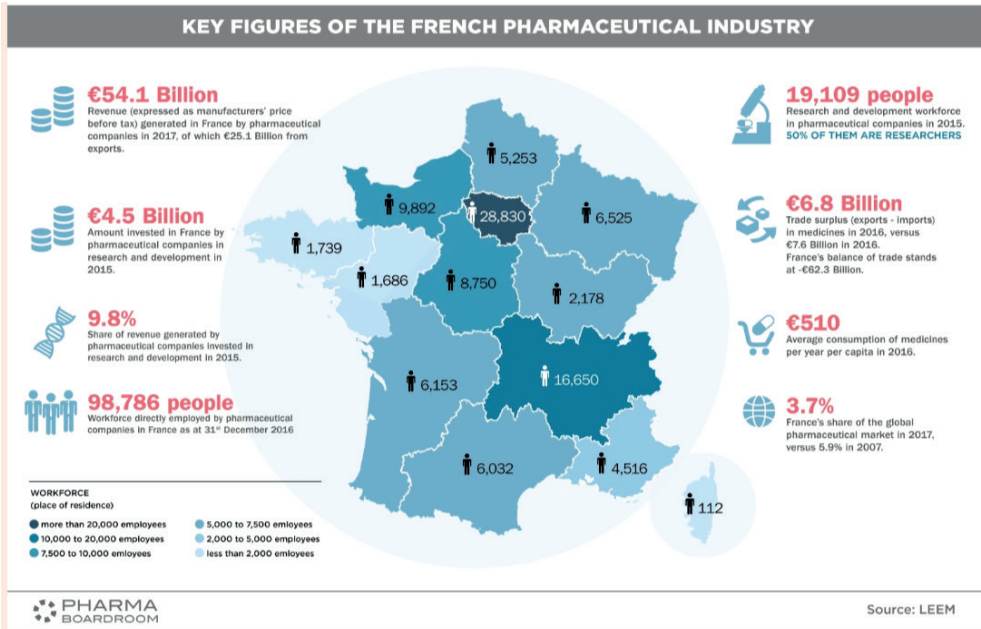 KEY FIGURES OF THE FRENCH PHARMACEUTICAL INDUSTRY
€54.1 Billion
Revenue (expressed as manufacturers' price
before tax) generated in France by pharmaceutical
companies in 2017, of which €25.1 Billion from
exports.
€4.5 Billion
Amount invested in France by
pharmaceutical companies in
research and development in
2015.
9.8%
Share of revenue generated by
pharmaceutical companies invested in
research and development in 2015.
98,786 people
Workforce directly employed by pharmaceutical
companies in France as at 31st December 2016
5,253
9,892
28,830
6,525
1,739
1,686
8,750
2,178
6,153
16,650
6,032
4,516
112
19,109 people
Research and development workforce
in pharmaceutical companies in 2015.
50% OF THEM ARE RESEARCHERS
€6.8 Billion
Trade surplus (exports - imports)
in medicines in 2016, versus
€7.6 Billion in 2016.
France's balance of trade stands
at -€62.3 Billion.
€510
Average consumption of medicines
per year per capita in 2016.
3.7%
France's share of the global
pharmaceutical market in 2017,
versus 5.9% in 2007.
WORKFORCE
(place of residence)
more than 20,000 employees
10,000 to 20,000 employees
7,500 to 10,000 emloyees
5,000 to 7,500 emloyees
2,000 to 5,000 employees
less than 2,000 emloyees
PHARMA
BOARDROOM
Source: LEEM